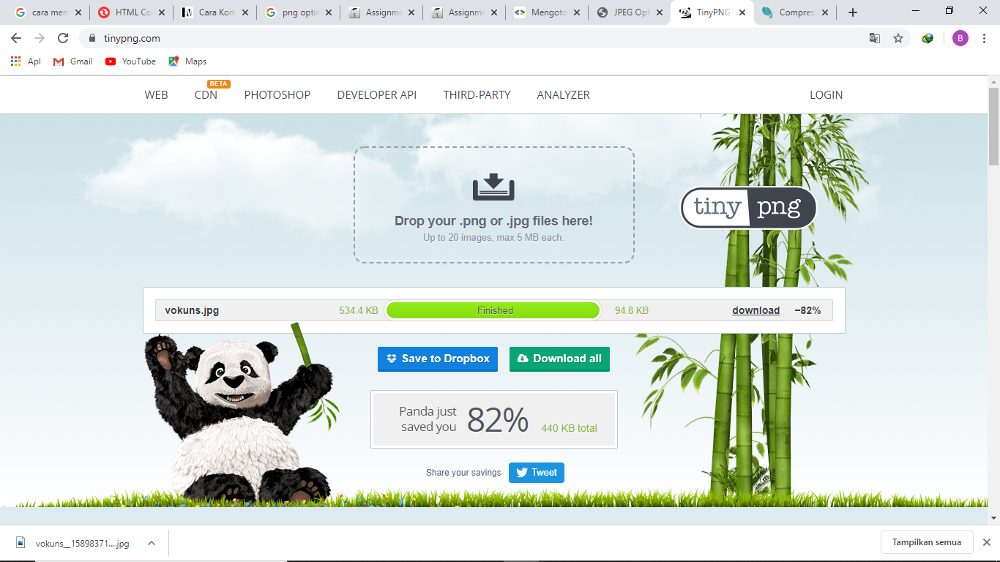 cara men
HTML Co
Cara Kom
png optir
Assignme
Assignme
Mengoto
JPEG Opt
TinyPNG
Compres
tinypng.com
B
Apl
Gmail
YouTube
Maps
WEB
CDN
BETA
PHOTOSHOP
DEVELOPER API
THIRD-PARTY
ANALYZER
LOGIN
Drop your .png or .jpg files here!
Up to 20 images, max 5 MB each.
tiny png
vokuns.jpg
534.4 KB
Finished
94.8 KB
download
−82%
Save to Dropbox
Download all
Panda just
saved you
82%
440 KB total
Share your savings
Tweet
vokuns__15898371....jpg
Tampilkan semua